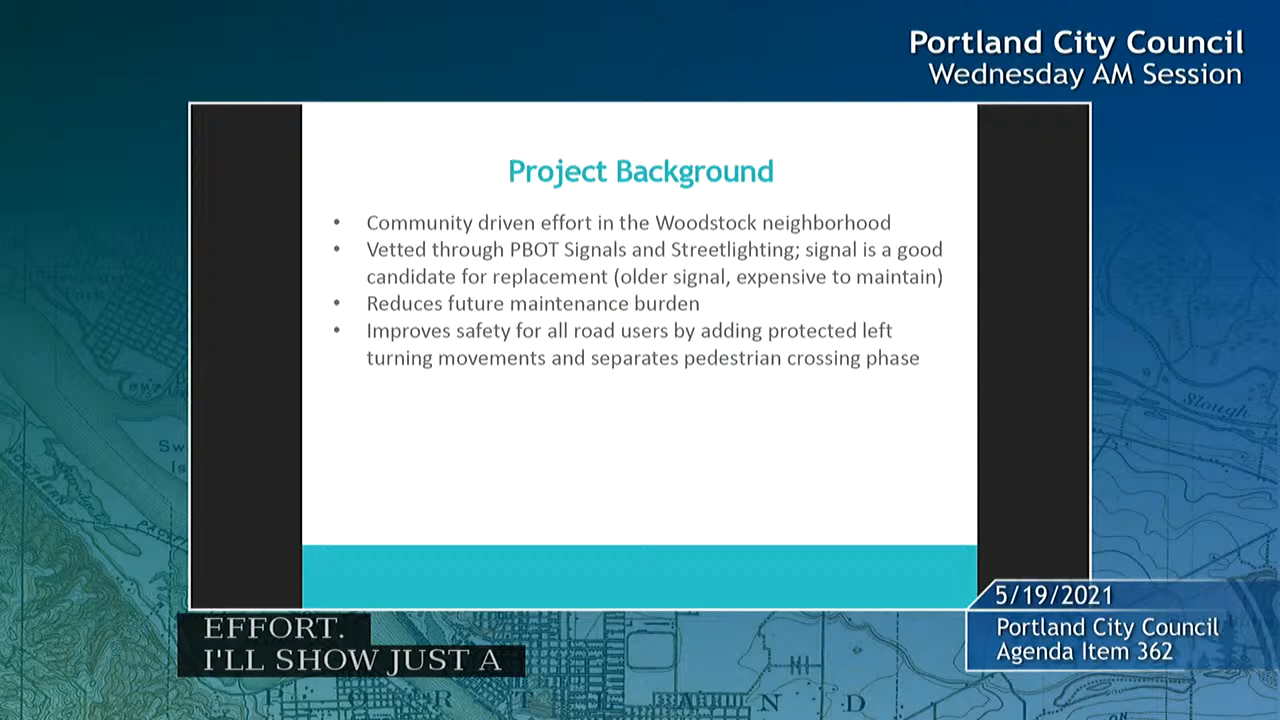 Portland City Council
Wednesday AM Session
Project Background
• Community driven effort in the Woodstock neighborhood
• Vetted through PBOT Signals and Streetlighting; signal is a good
candidate for replacement (older signal, expensive to maintain)
• Reduces future maintenance burden
• Improves safety for all road users by adding protected left
turning movements and separates pedestrian crossing phase
Slough
5/19/2021
Portland City Council
Agenda Item 362
EFFORT.
I'LL SHOW JUST A